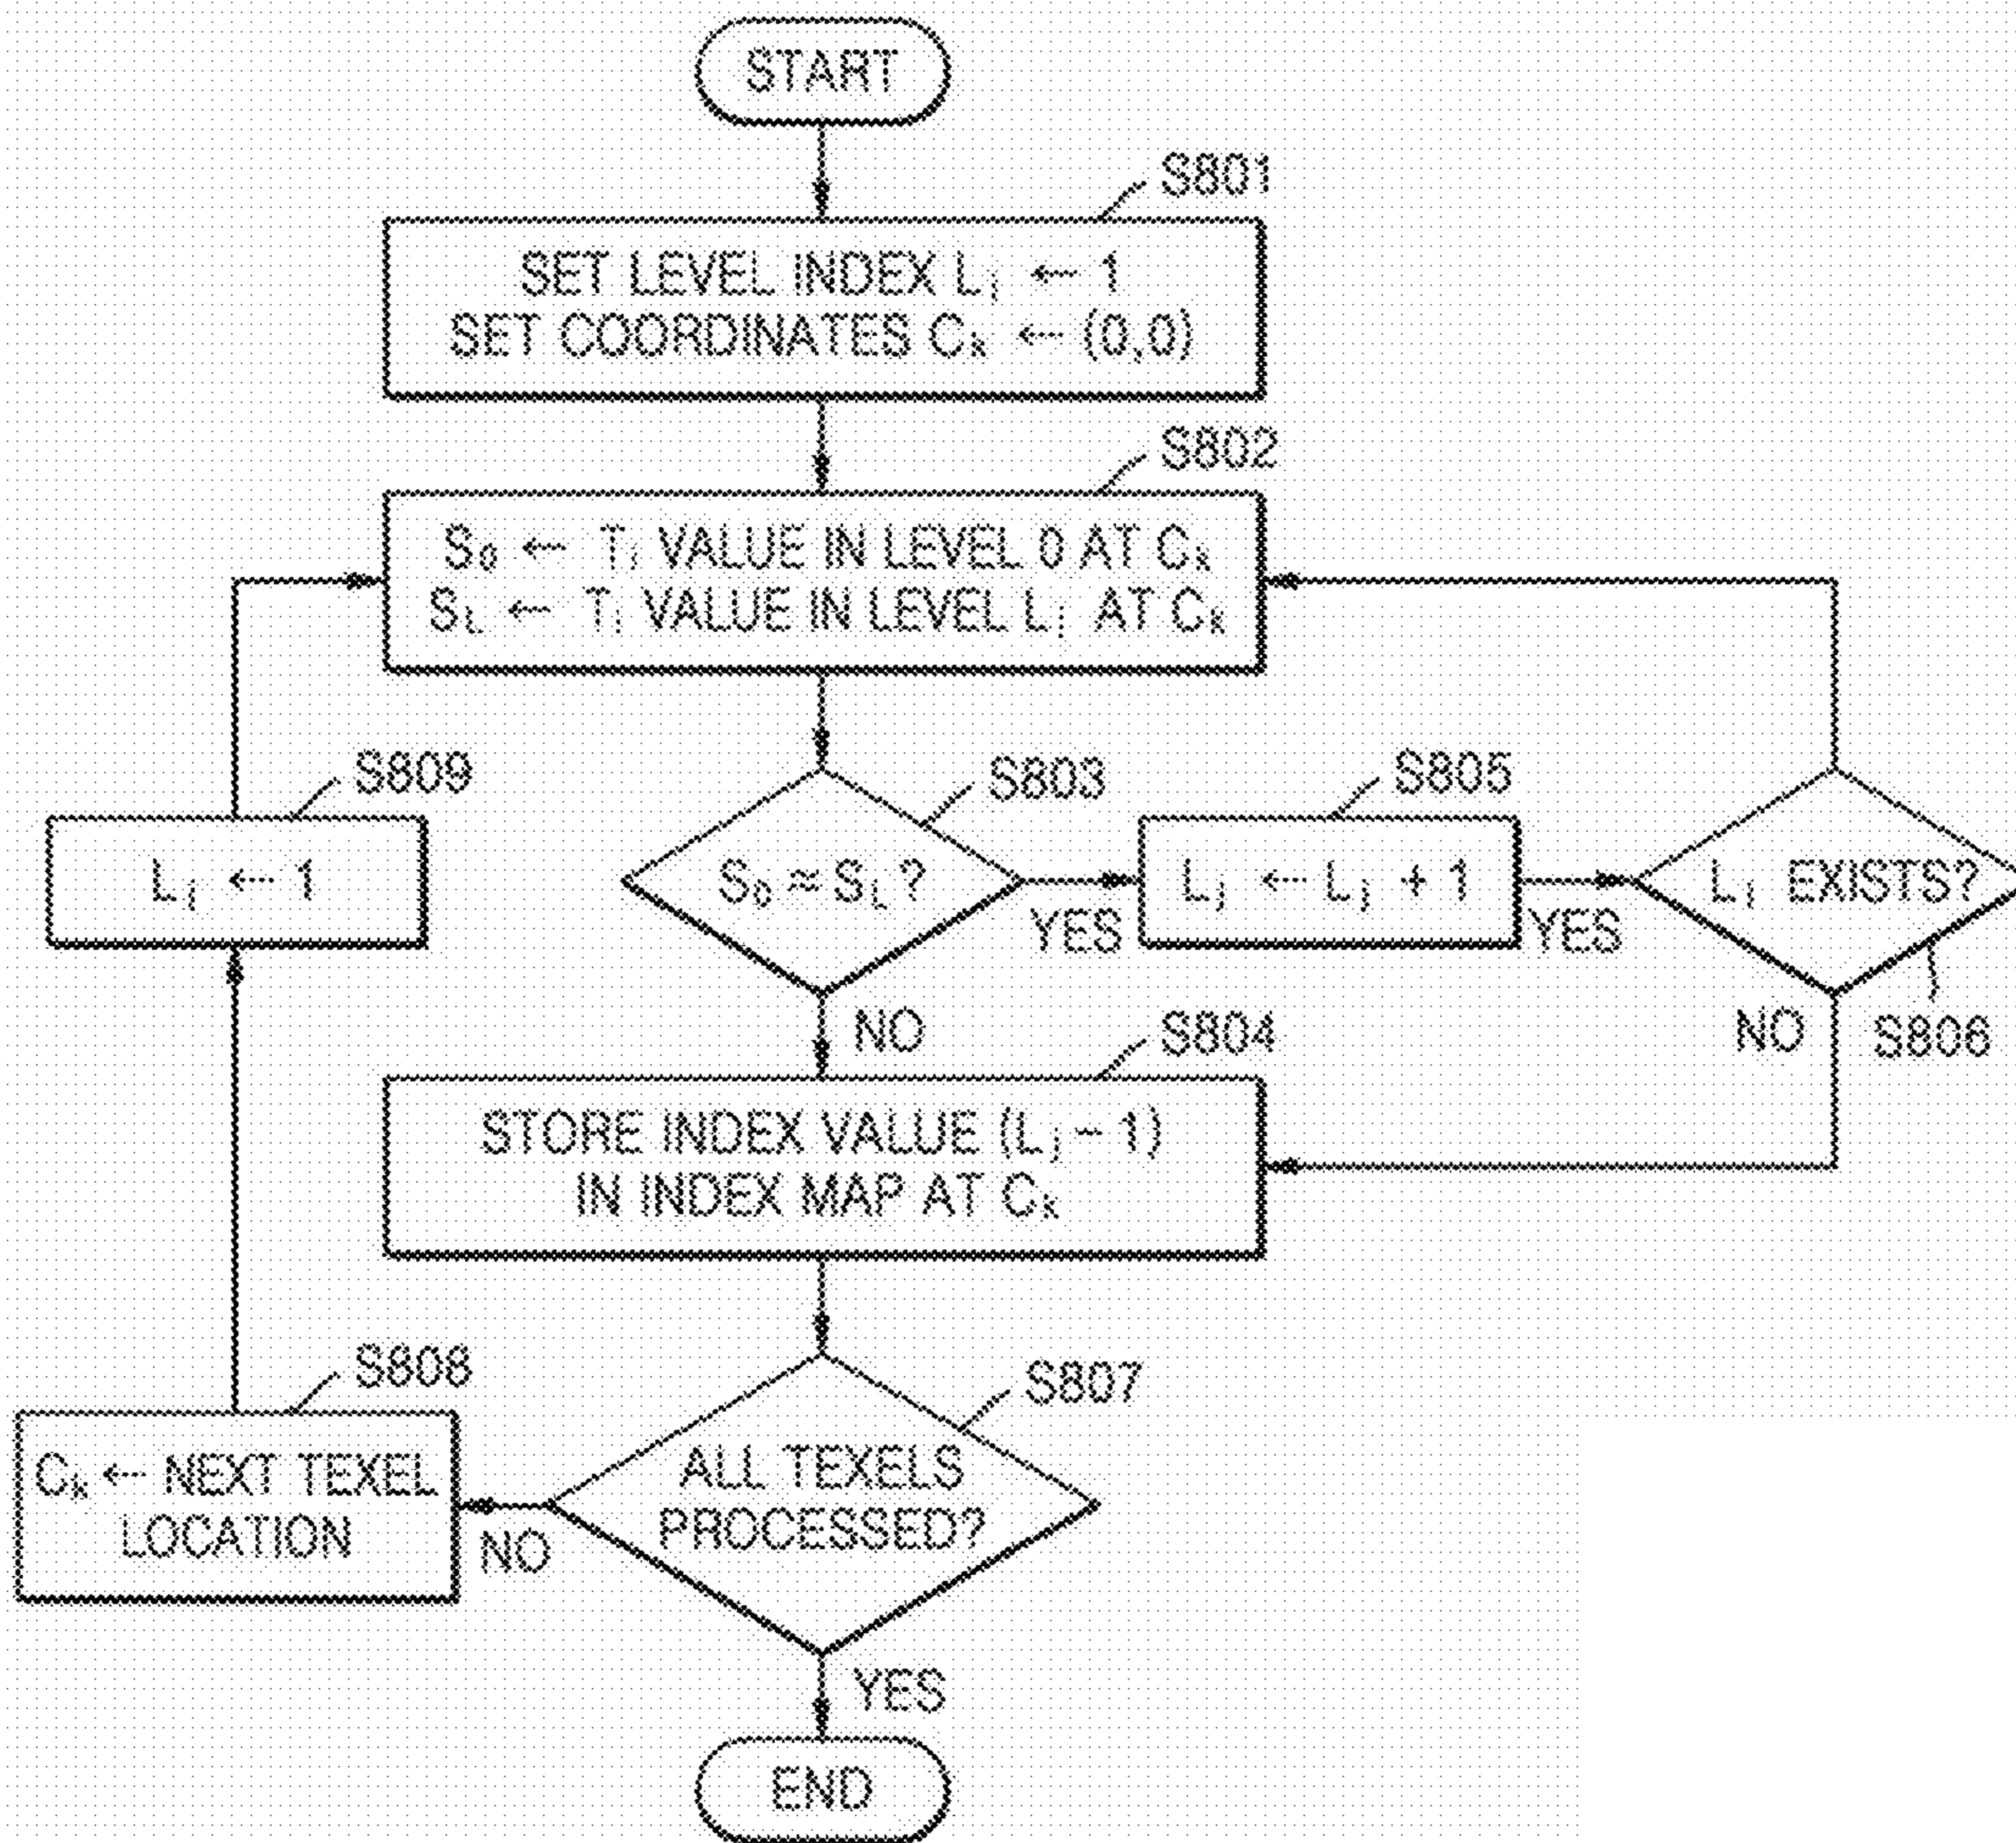 START
S801
SET LEVEL INDEX Lj ← 1
SET COORDINATES Ck ← (0,0)
S802
S0 ← Ti VALUE IN LEVEL 0 AT Ck
SL ← Ti VALUE IN LEVEL Lj AT Ck
S809
Lj ← 1
S803
S0 ≈ SL?
YES
S805
Lj ← Lj + 1
YES
Lj EXISTS?
S806
NO
NO
S804
STORE INDEX VALUE (Lj – 1)
IN INDEX MAP AT Ck
S808
Ck ← NEXT TEXEL
LOCATION
NO
S807
ALL TEXELS
PROCESSED?
YES
END